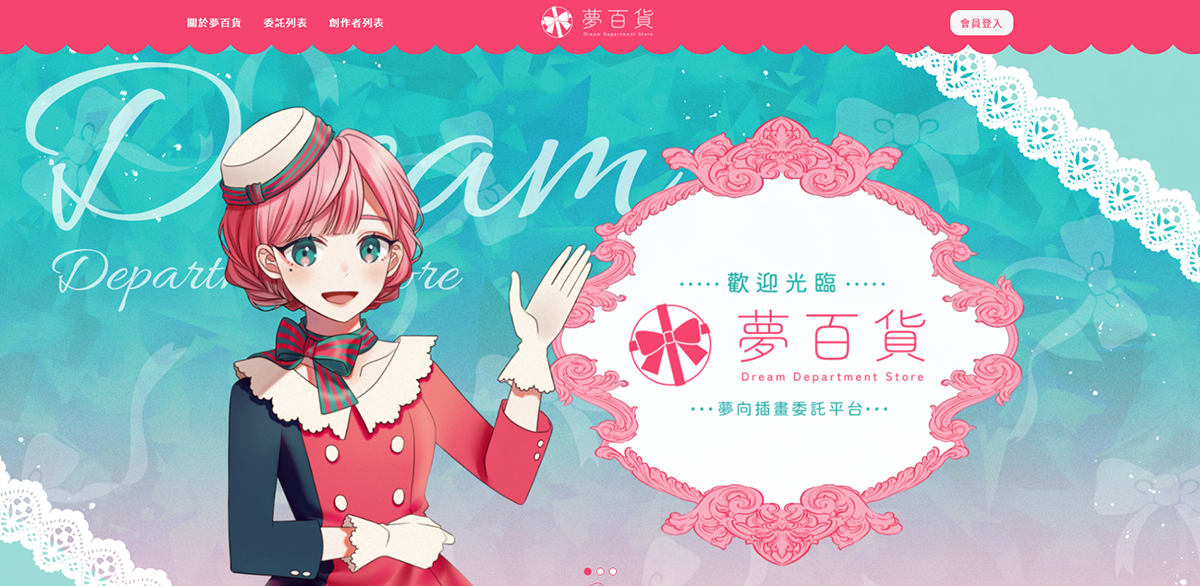 關於夢百貨 委託列表 創作者列表
夢百貨
Dream Department Store
會員登入
Dream
Department Store
歡迎光臨
夢百貨
Dream Department Store
夢向插畫委託平台